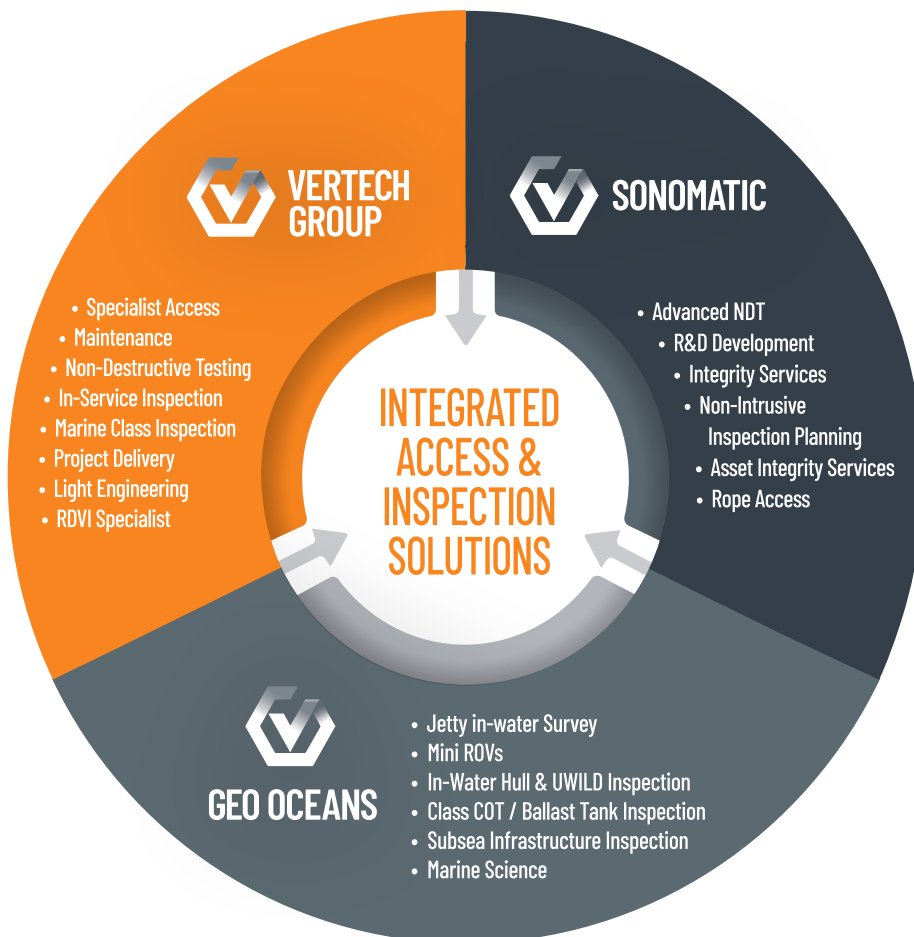 VERTECH
GROUP
• Specialist Access
• Maintenance
• Non-Destructive Testing
• In-Service Inspection
• Marine Class Inspection
• Project Delivery
• Light Engineering
• RDVI Specialist
SONOMATIC
• Advanced NDT
• R&D Development
• Integrity Services
• Non-Intrusive
Inspection Planning
• Asset Integrity Services
• Rope Access
INTEGRATED
ACCESS &
INSPECTION
SOLUTIONS
GEO OCEANS
• Jetty in-water Survey
• Mini ROVs
• In-Water Hull & UWILD Inspection
• Class COT / Ballast Tank Inspection
• Subsea Infrastructure Inspection
• Marine Science